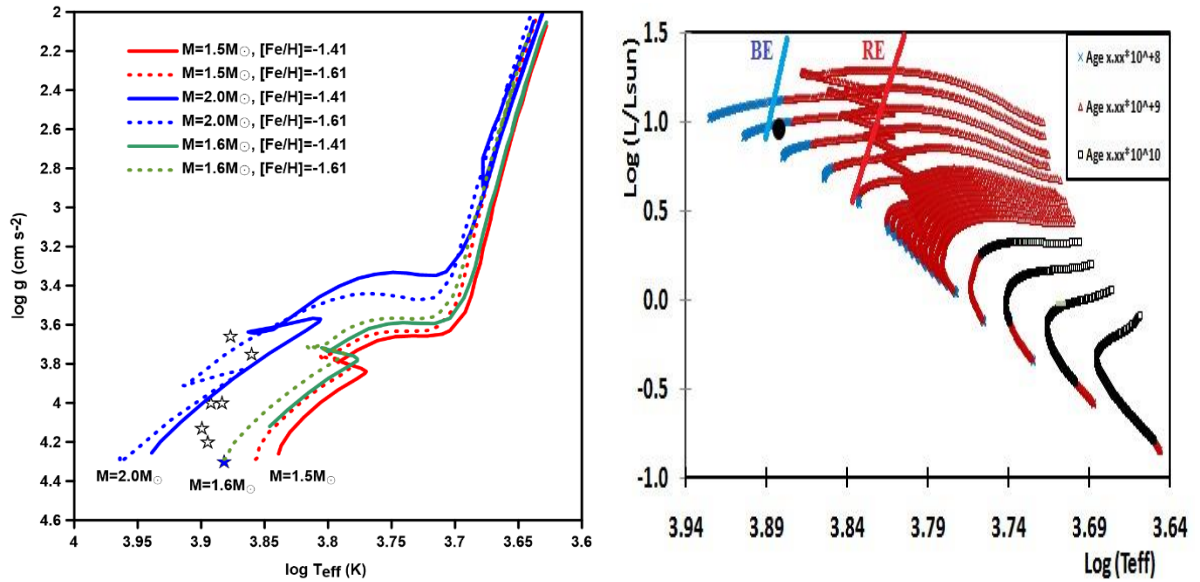 2.2
2.4
2.6
2.8
3
3.2
3.4
3.6
3.8
4
4.2
4.4
4.6
log g (cm s-2)
M=1.5M☉, [Fe/H]=-1.41
M=1.5M☉, [Fe/H]=-1.61
M=2.0M☉, [Fe/H]=-1.41
M=2.0M☉, [Fe/H]=-1.61
M=1.6M☉, [Fe/H]=-1.41
M=1.6M☉, [Fe/H]=-1.61
M=2.0M☉
M=1.6M☉
M=1.5M☉
4 3.95 3.9 3.85 3.8 3.75 3.7 3.65 3.6
log Teff (K)
Log (L/Lsun)
1.5
1.0
0.5
0.0
-0.5
-1.0
BE
RE
Age x.xx*10^+8
Age x.xx*10^+9
Age x.xx*10^10
3.94 3.89 3.84 3.79 3.74 3.69 3.64
Log (Teff)